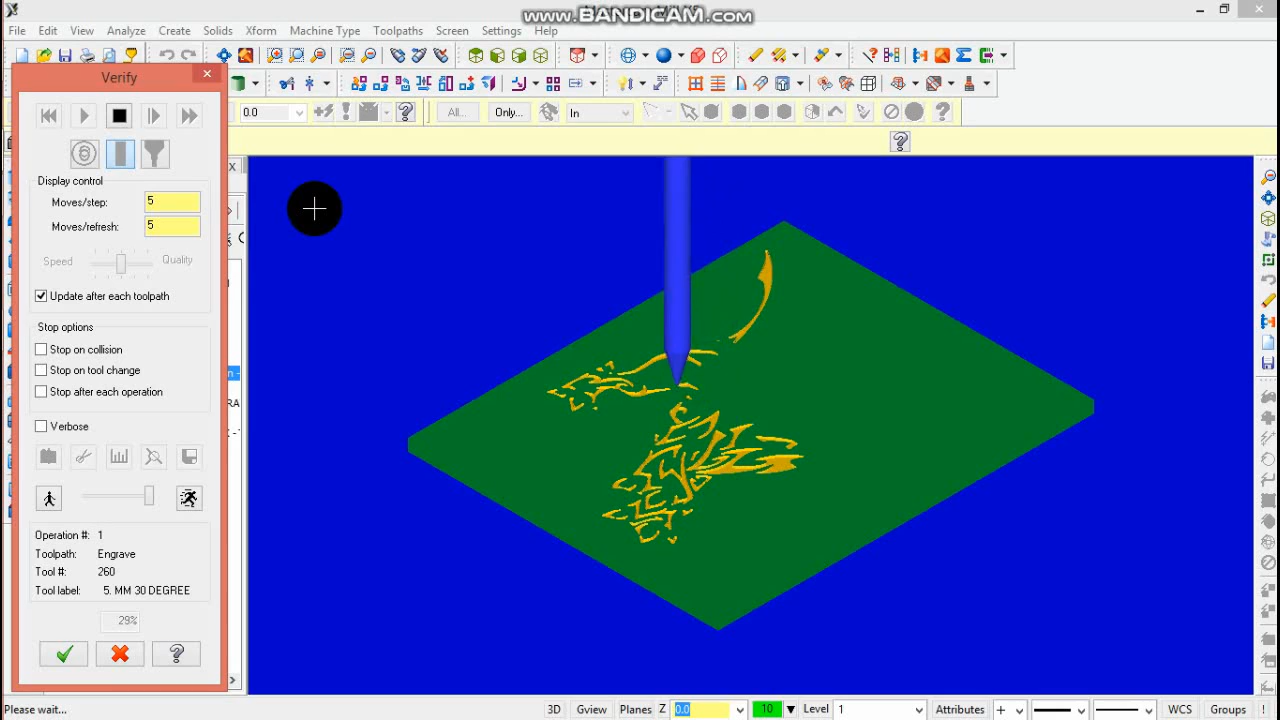 www.BANDICAM.com
File Edit View Analyze Create Solids Xform Machine Type Toolpaths Screen Settings Help
Verify
0.0 All... Only... In
Display control
Moves/step: 5
Moves/refresh: 5
Speed Quality
Update after each toolpath
Stop options
Stop on collision
Stop on tool change
Stop after each operation
Verbose
Operation #: 1
Toolpath: Engrave
Tool #: 260
Tool label: 5. MM 30 DEGREE
29%
Please wait... 3D Gview Planes Z 0.0 10 Level 1 Attributes WCS Groups